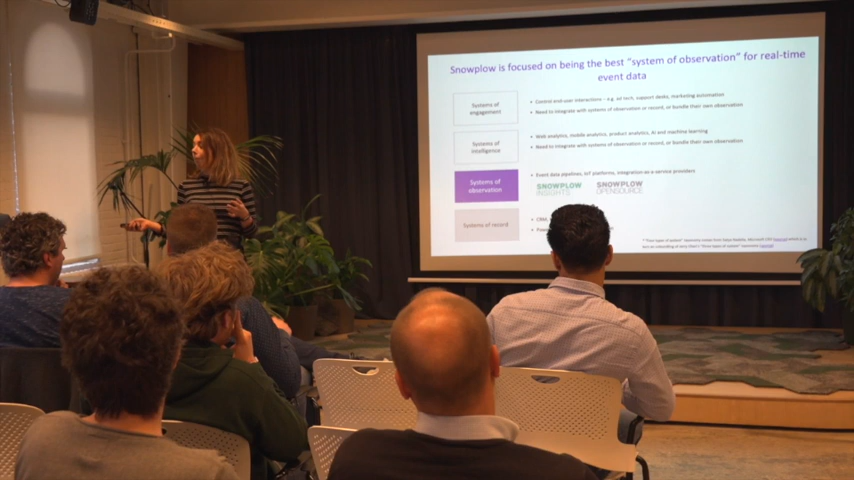 Snowplow is focused on being the best “system of observation” for real-time
event data
Systems of
engagement
• Control end-user interactions – e.g. ad tech, support desks, marketing automation
• Need to integrate with systems of observation or record, or bundle their own observation
Systems of
intelligence
• Web analytics, mobile analytics, product analytics, AI and machine learning
• Need to integrate with systems of observation or record, or bundle their own observation
Systems of
observation
• Event data pipelines, IoT platforms, integration-as-a-service providers
SNOWPLOW
INSIGHTS
SNOWPLOW
OPENSOURCE
Systems of record
• CRM,